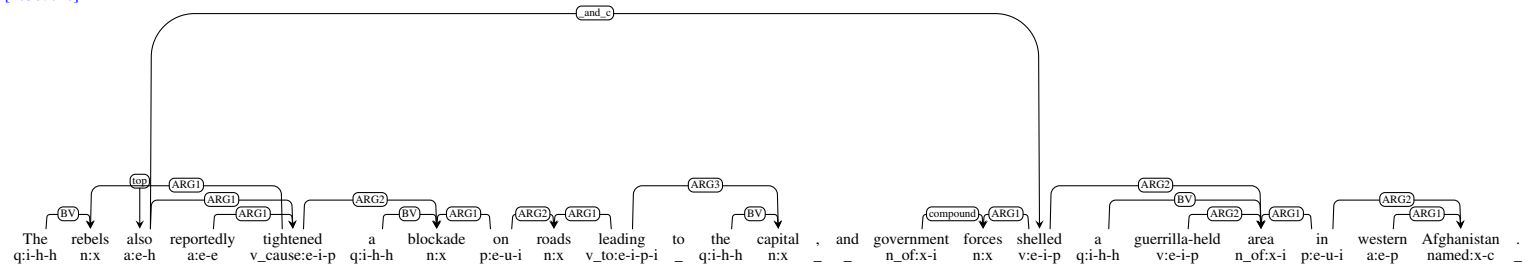 _and_c
top ARG1 ARG3 ARG2
ARG1 ARG2 BV ARG2
BV ARG1 BV ARG1 ARG2 ARG1 BV compound ARG1 ARG2 ARG1 ARG1
The rebels also reportedly tightened a blockade on roads leading to the capital , and government forces shelled a guerrilla-held area in western Afghanistan .
q:i-h-h n:x a:e-h a:e-e v_cause:e-i-p q:i-h-h n:x p:e-u-i n:x v_to:e-i-p-i _ q:i-h-h n:x _ _ n_of:x-i n:x v:e-i-p q:i-h-h v:e-i-p n_of:x-i p:e-u-i a:e-p named:x-c _